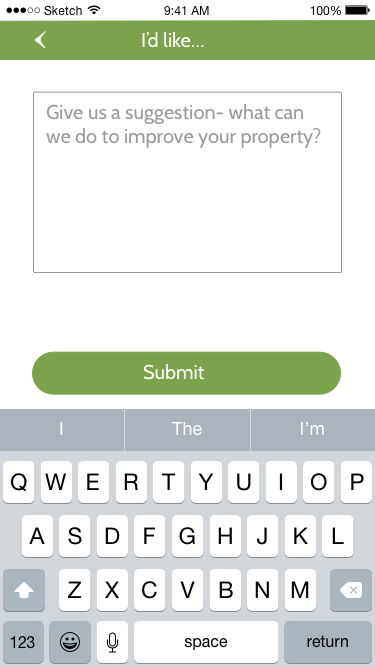 Sketch 9:41 AM 100%
I'd like...
Give us a suggestion- what can
we do to improve your property?
Submit
I The I'm
Q W E R T Y U I O P
A S D F G H J K L
Z X C V B N M
123 space return